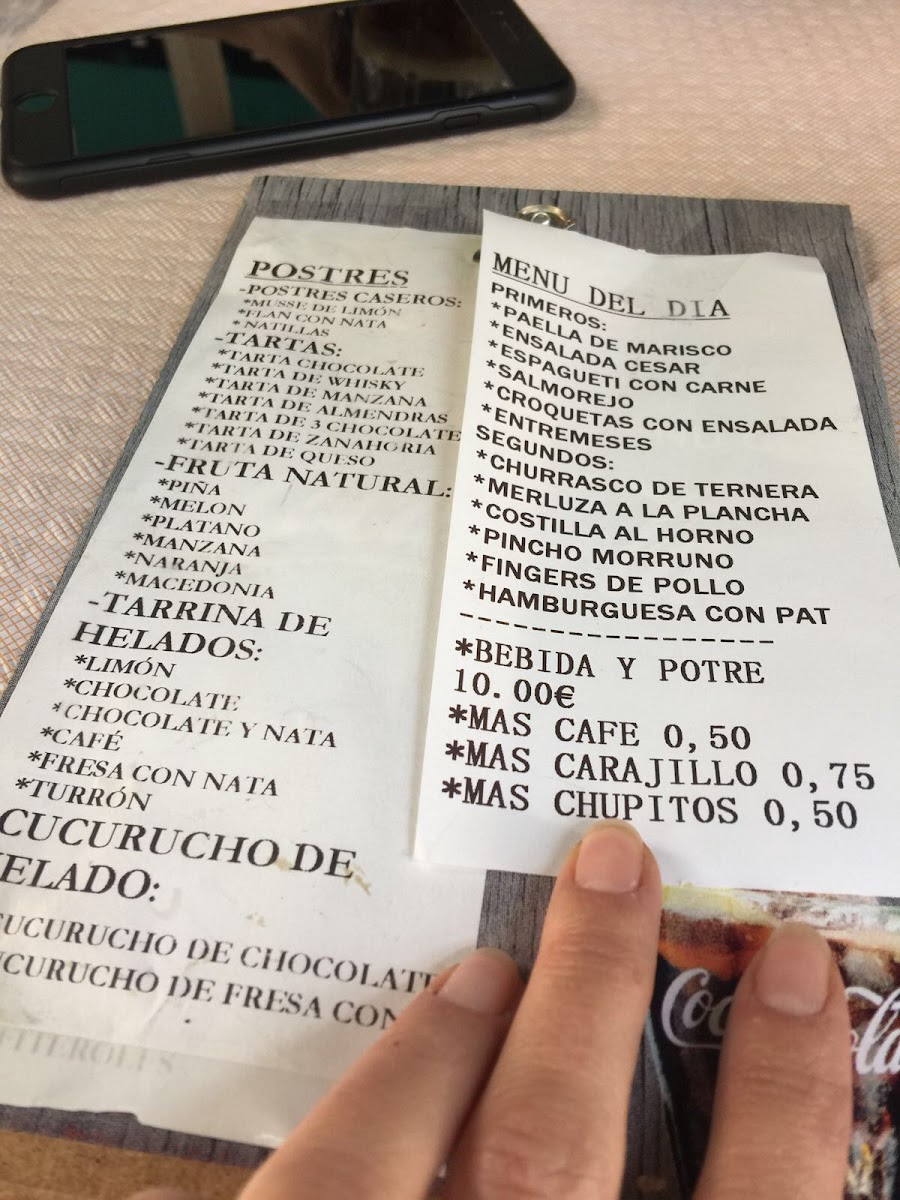 POSTRES
-POSTRES CASEROS:
*MUSSE DE LIMÓN
*FLAN CON NATA
*NATILLAS
-TARTAS:
*TARTA CHOCOLATE
*TARTA DE WHISKY
*TARTA DE MANZANA
*TARTA DE ALMENDRAS
*TARTA DE 3 CHOCOLATE
*TARTA DE ZANAHORIA
*TARTA DE QUESO
-FRUTA NATURAL:
*PIÑA
*MELON
*PLATANO
*MANZANA
*NARANJA
*MACEDONIA
-TARRINA DE
HELADOS:
*LIMÓN
*CHOCOLATE
*CHOCOLATE Y NATA
*CAFÉ
*FRESA CON NATA
*TURRÓN
CUCURUCHO DE
ELADO:
CUCURUCHO DE CHOCOLATE
UCURUCHO DE FRESA CON
MENU DEL DIA
PRIMEROS:
*PAELLA DE MARISCO
*ENSALADA CESAR
*ESPAGUETI CON CARNE
*SALMOREJO
*CROQUETAS CON ENSALADA
*ENTREMESES
SEGUNDOS:
*CHURRASCO DE TERNERA
*MERLUZA A LA PLANCHA
*COSTILLA AL HORNO
*PINCHO MORRUNO
*FINGERS DE POLLO
*HAMBURGUESA CON PAT
------------------
*BEBIDA Y POTRE
10.00€
*MAS CAFE 0,50
*MAS CARAJILLO 0,75
*MAS CHUPITOS 0,50